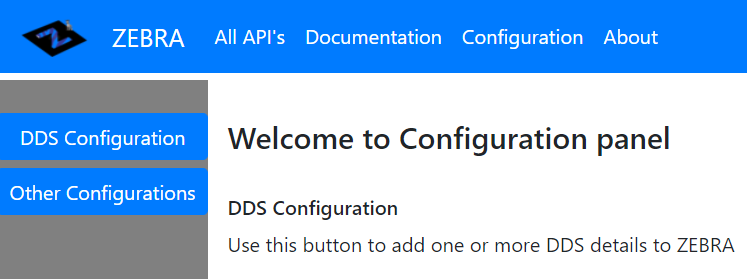 ZEBRA All API's Documentation Configuration About
DDS Configuration
Other Configurations
Welcome to Configuration panel
DDS Configuration
Use this button to add one or more DDS details to ZEBRA